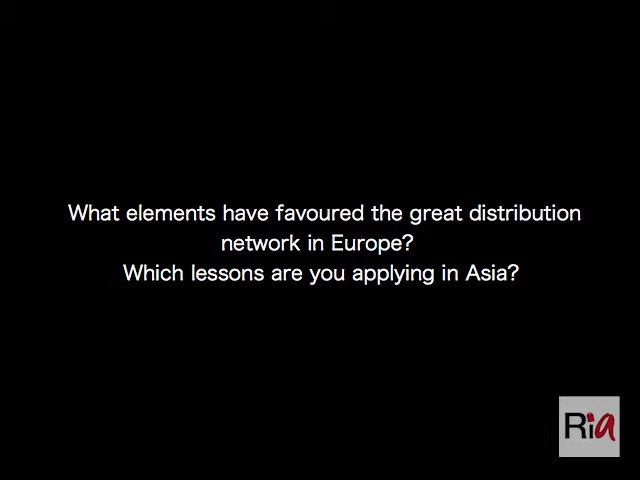 What elements have favoured the great distribution
network in Europe?
Which lessons are you applying in Asia?
Ria